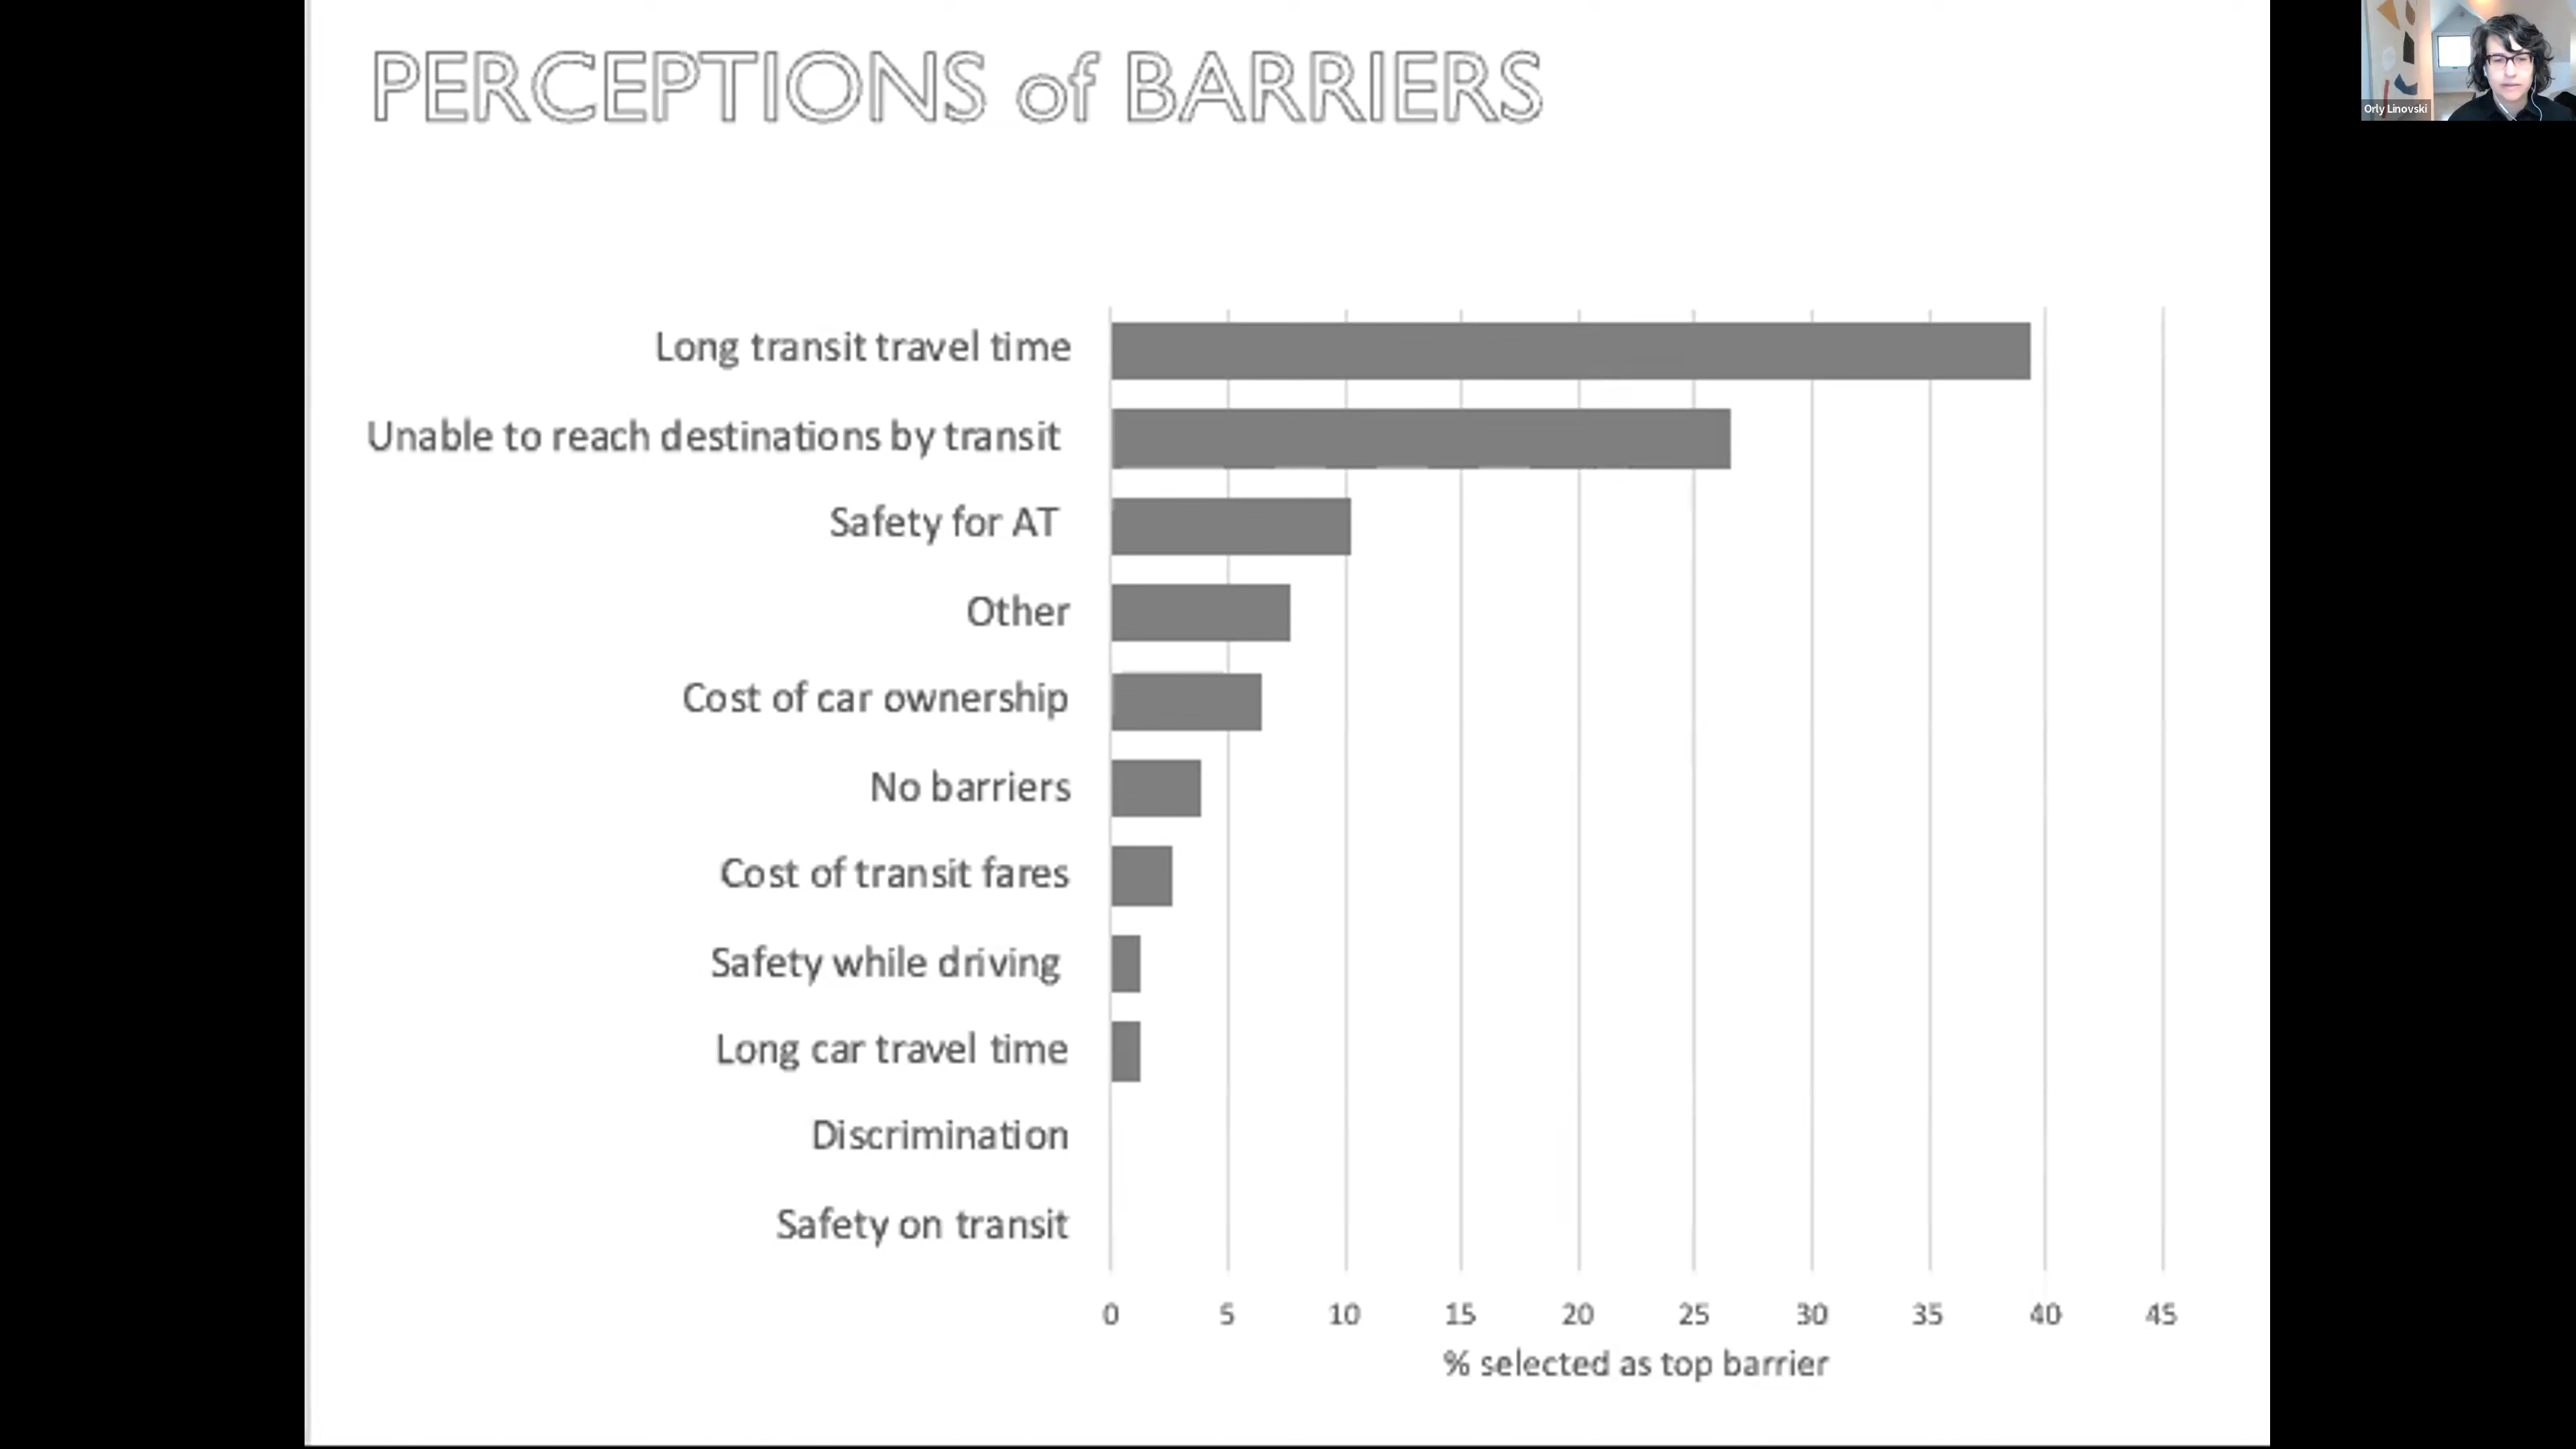 PERCEPTIONS of BARRIERS
Orly Linovski
Long transit travel time
Unable to reach destinations by transit
Safety for AT
Other
Cost of car ownership
No barriers
Cost of transit fares
Safety while driving
Long car travel time
Discrimination
Safety on transit
0 5 10 15 20 25 30 35 40 45
% selected as top barrier